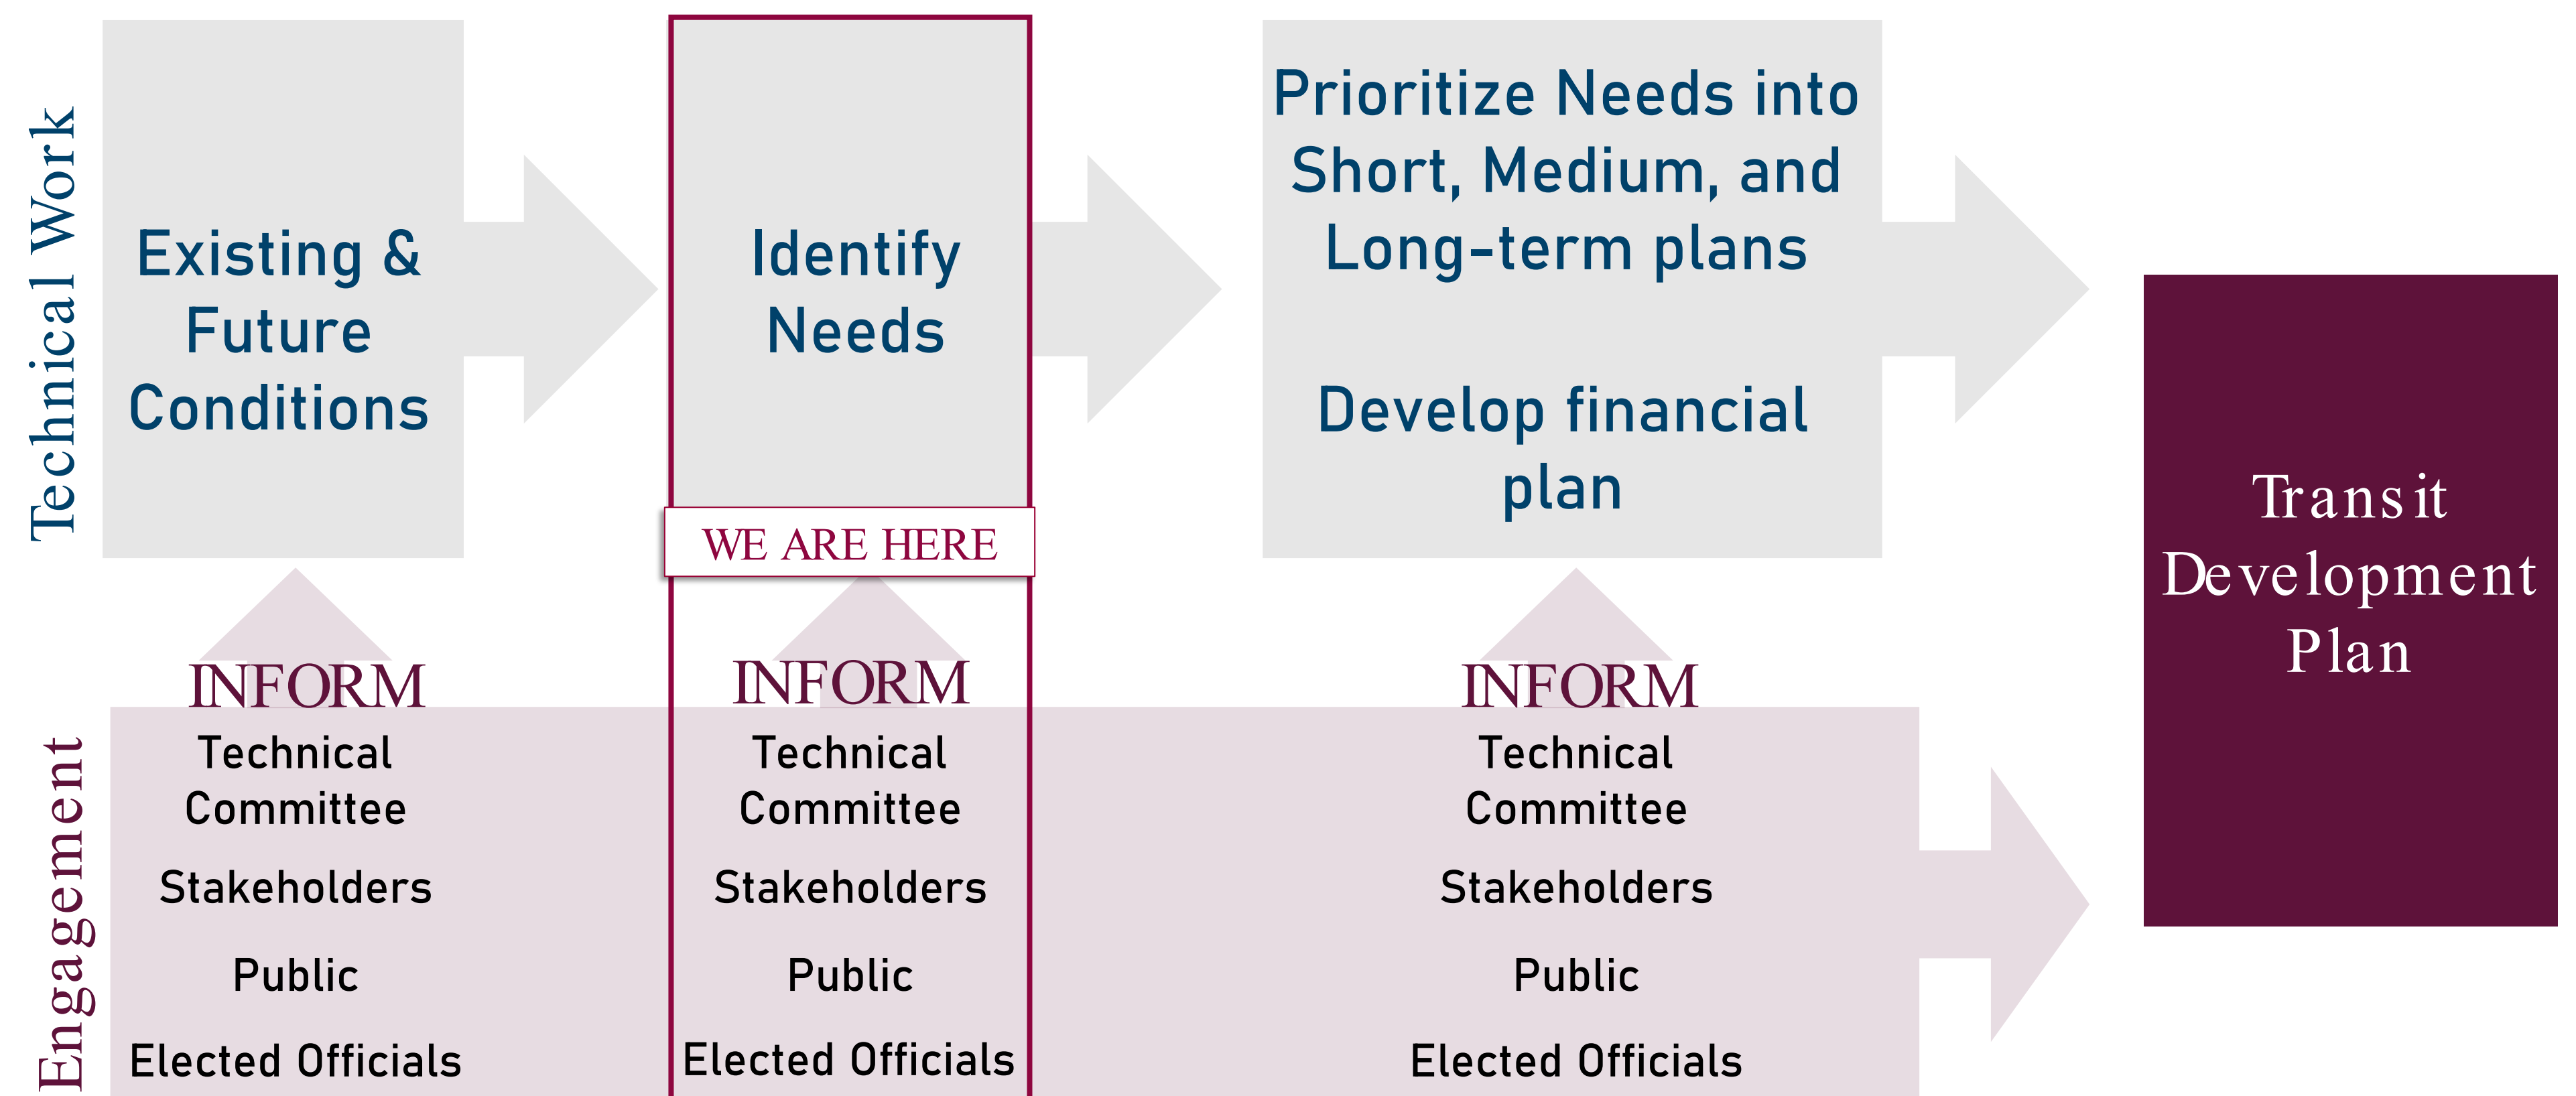 Technical Work
Existing &
Future
Conditions
Identify
Needs
WE ARE HERE
Prioritize Needs into
Short, Medium, and
Long-term plans
Develop financial
plan
Transit
Development
Plan
Engagement
INFORM
Technical
Committee
Stakeholders
Public
Elected Officials
INFORM
Technical
Committee
Stakeholders
Public
Elected Officials
INFORM
Technical
Committee
Stakeholders
Public
Elected Officials